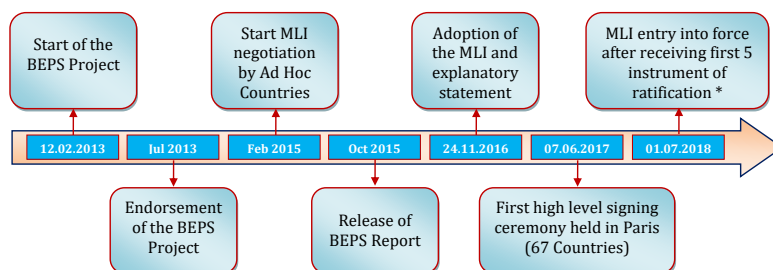 Start of the
BEPS Project
Start MLI
negotiation
by Ad Hoc
Countries
Adoption of
the MLI and
explanatory
statement
MLI entry into force
after receiving first 5
instrument of
ratification *
12.02.2013
Jul 2013
Feb 2015
Oct 2015
24.11.2016
07.06.2017
01.07.2018
Endorsement
of the BEPS
Project
Release of
BEPS Report
First high level signing
ceremony held in Paris
(67 Countries)